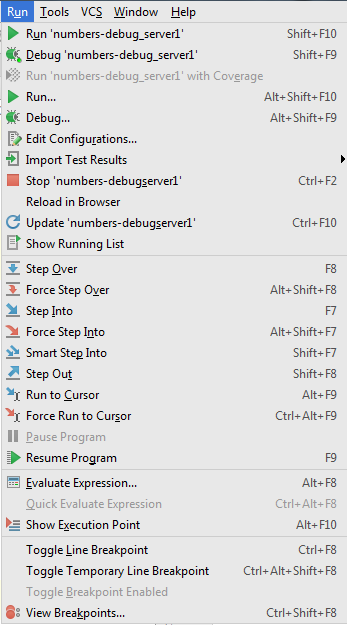 Run Tools VCS Window Help
Run 'numbers-debug_server1' Shift+F10
Debug 'numbers-debug_server1' Shift+F9
Run 'numbers-debug_server1' with Coverage
Run... Alt+Shift+F10
Debug... Alt+Shift+F9
Edit Configurations...
Import Test Results
Stop 'numbers-debugserver1' Ctrl+F2
Reload in Browser
Update 'numbers-debugserver1' Ctrl+F10
Show Running List
Step Over F8
Force Step Over Alt+Shift+F8
Step Into F7
Force Step Into Alt+Shift+F7
Smart Step Into Shift+F7
Step Out Shift+F8
Run to Cursor Alt+F9
Force Run to Cursor Ctrl+Alt+F9
Pause Program
Resume Program F9
Evaluate Expression... Alt+F8
Quick Evaluate Expression Ctrl+Alt+F8
Show Execution Point Alt+F10
Toggle Line Breakpoint Ctrl+F8
Toggle Temporary Line Breakpoint Ctrl+Alt+Shift+F8
Toggle Breakpoint Enabled
View Breakpoints... Ctrl+Shift+F8